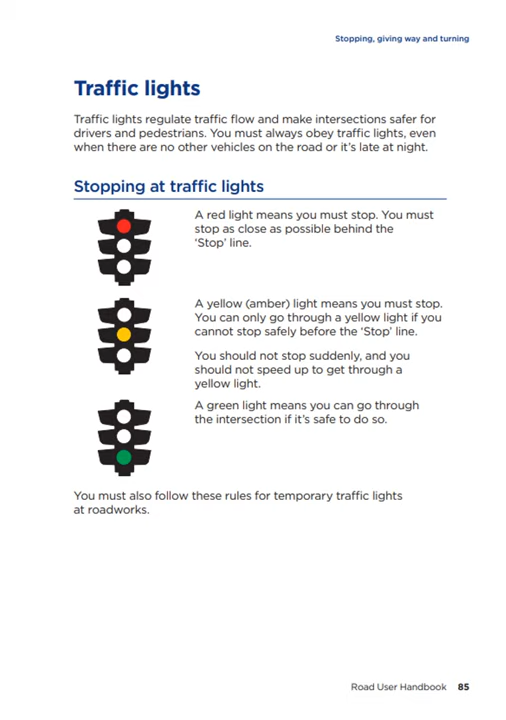 Stopping, giving way and turning
Traffic lights
Traffic lights regulate traffic flow and make intersections safer for
drivers and pedestrians. You must always obey traffic lights, even
when there are no other vehicles on the road or it’s late at night.
Stopping at traffic lights
A red light means you must stop. You must
stop as close as possible behind the
‘Stop’ line.
A yellow (amber) light means you must stop.
You can only go through a yellow light if you
cannot stop safely before the ‘Stop’ line.
You should not stop suddenly, and you
should not speed up to get through a
yellow light.
A green light means you can go through
the intersection if it’s safe to do so.
You must also follow these rules for temporary traffic lights
at roadworks.
Road User Handbook 85